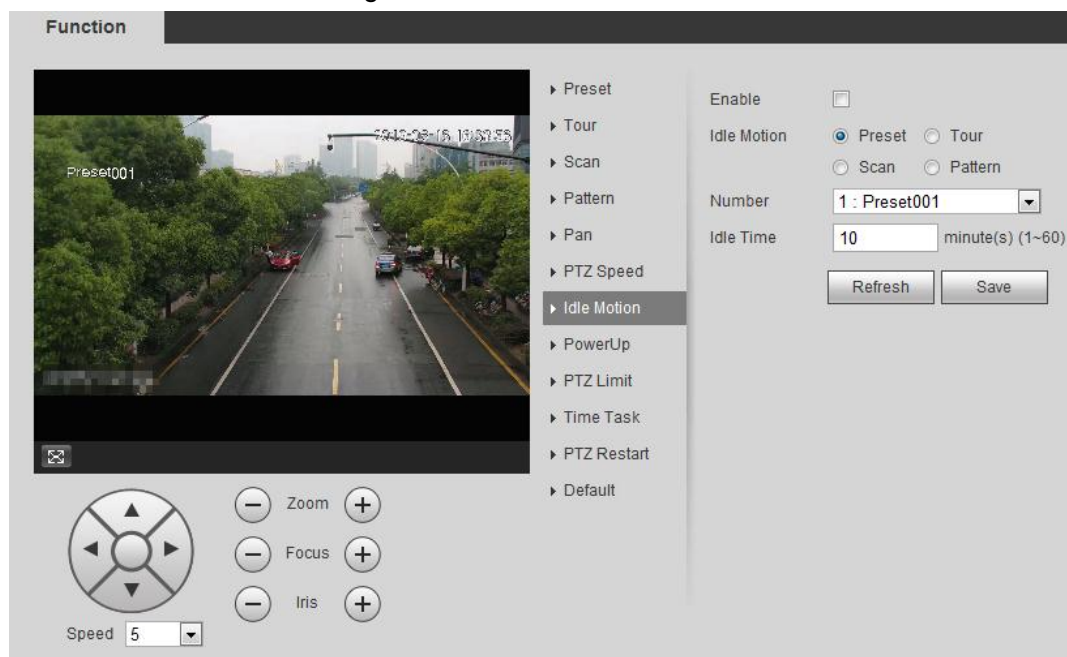 Function
Preset001
Preset
Tour
Scan
Pattern
Pan
PTZ Speed
Idle Motion
PowerUp
PTZ Limit
Time Task
PTZ Restart
Default
Enable
Idle Motion Preset Tour
Scan Pattern
Number 1 : Preset001
Idle Time 10 minute(s) (1~60)
Refresh Save
Zoom
Focus
Iris
Speed 5